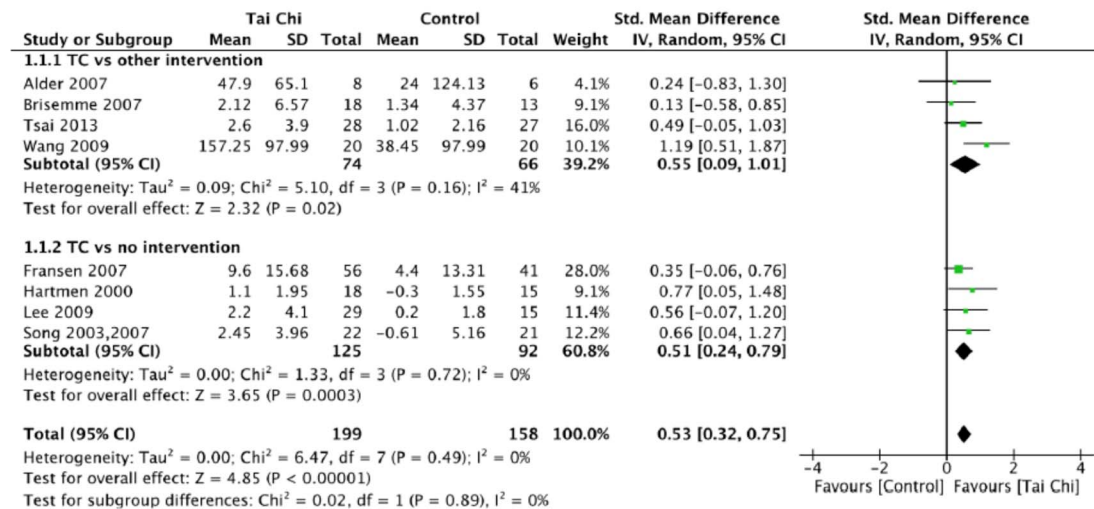 Tai Chi Control Std. Mean Difference Std. Mean Difference
Study or Subgroup Mean SD Total Mean SD Total Weight IV, Random, 95% CI IV, Random, 95% CI
1.1.1 TC vs other intervention
Alder 2007 47.9 65.1 8 24 124.13 6 4.1% 0.24 [-0.83, 1.30]
Brisemme 2007 2.12 6.57 18 1.34 4.37 13 9.1% 0.13 [-0.58, 0.85]
Tsai 2013 2.6 3.9 28 1.02 2.16 27 16.0% 0.49 [-0.05, 1.03]
Wang 2009 157.25 97.99 20 38.45 97.99 20 10.1% 1.19 [0.51, 1.87]
Subtotal (95% CI) 74 66 39.2% 0.55 [0.09, 1.01]
Heterogeneity: Tau² = 0.09; Chi² = 5.10, df = 3 (P = 0.16); I² = 41%
Test for overall effect: Z = 2.32 (P = 0.02)
1.1.2 TC vs no intervention
Fransen 2007 9.6 15.68 56 4.4 13.31 41 28.0% 0.35 [-0.06, 0.76]
Hartmen 2000 1.1 1.95 18 -0.3 1.55 15 9.1% 0.77 [0.05, 1.48]
Lee 2009 2.2 4.1 29 0.2 1.8 15 11.4% 0.56 [-0.07, 1.20]
Song 2003,2007 2.45 3.96 22 -0.61 5.16 21 12.2% 0.66 [0.04, 1.27]
Subtotal (95% CI) 125 92 60.8% 0.51 [0.24, 0.79]
Heterogeneity: Tau² = 0.00; Chi² = 1.33, df = 3 (P = 0.72); I² = 0%
Test for overall effect: Z = 3.65 (P = 0.0003)
Total (95% CI) 199 158 100.0% 0.53 [0.32, 0.75]
Heterogeneity: Tau² = 0.00; Chi² = 6.47, df = 7 (P = 0.49); I² = 0%
Test for overall effect: Z = 4.85 (P < 0.00001)
Test for subgroup differences: Chi² = 0.02, df = 1 (P = 0.89), I² = 0%
-4 -2 0 2 4
Favours [Control] Favours [Tai Chi]